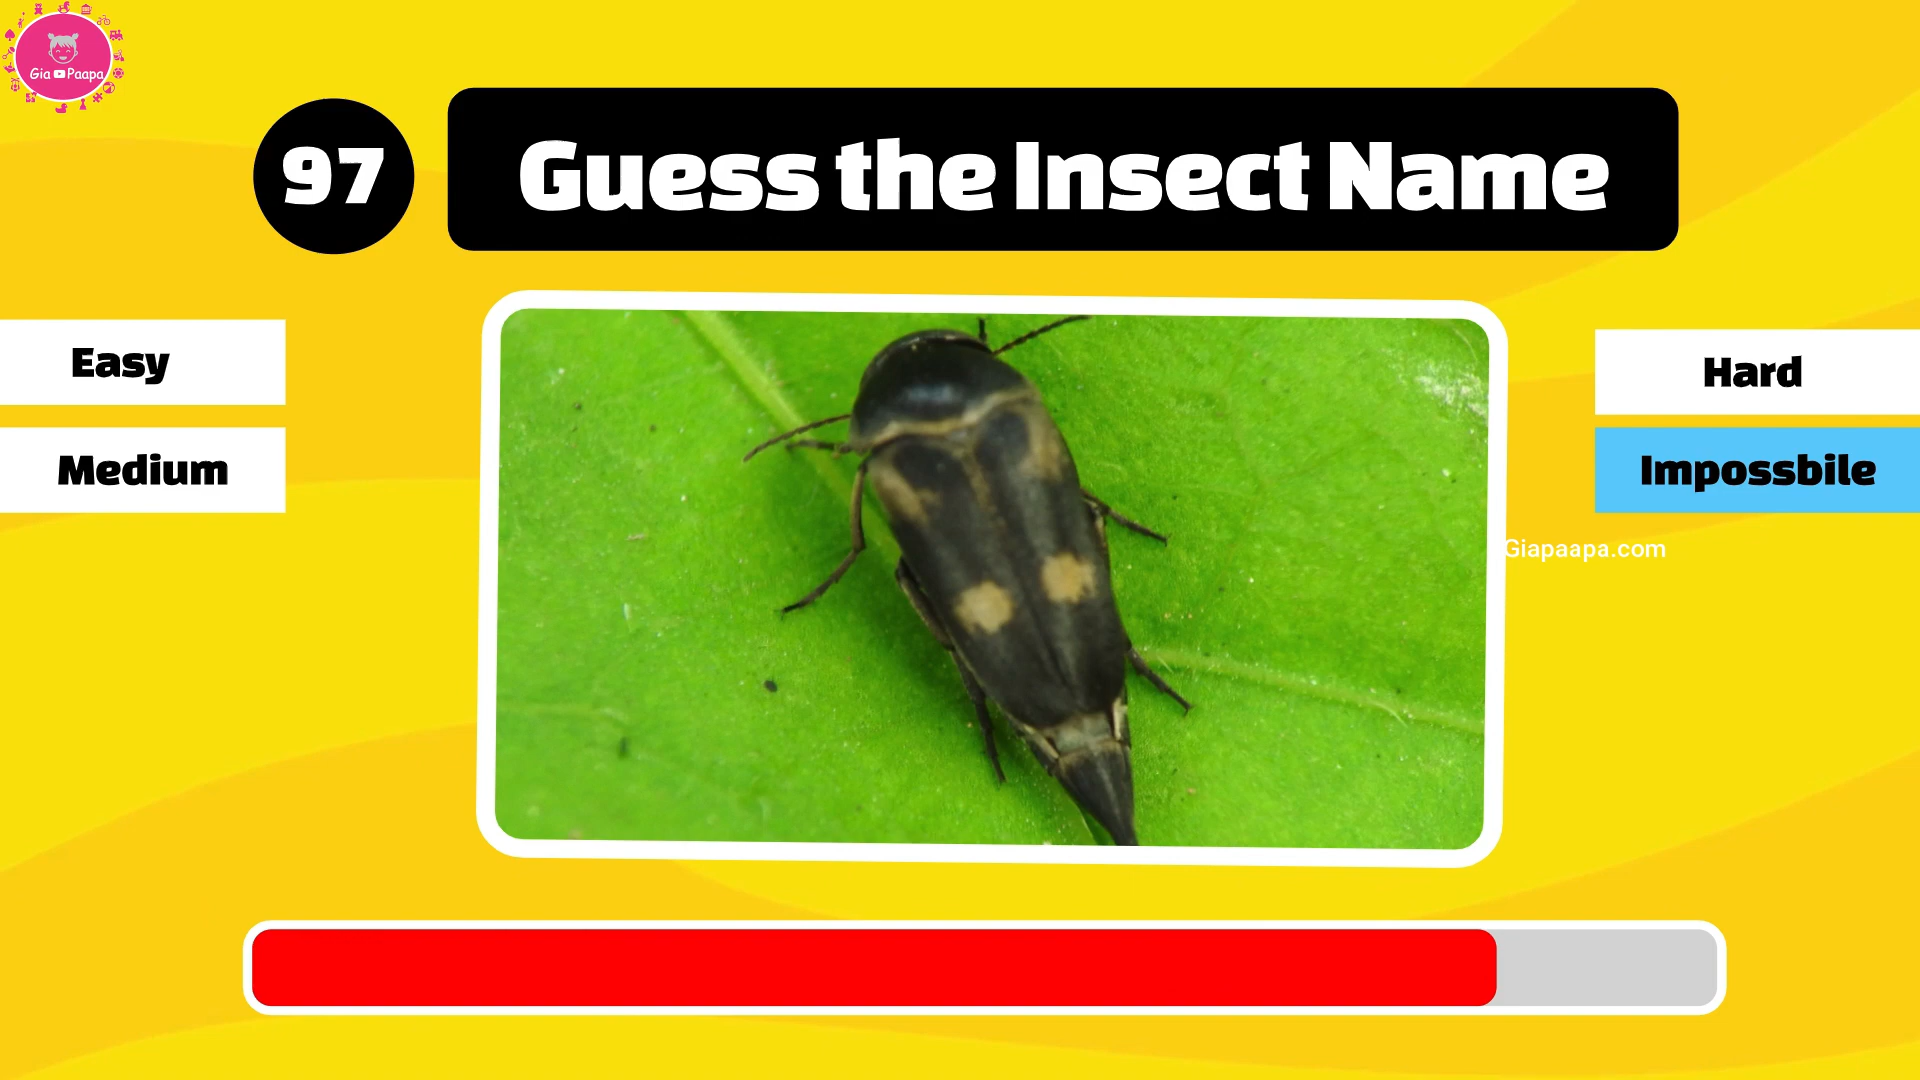 Gia Paapa
97
Guess the Insect Name
Easy
Medium
Hard
Impossbile
Giapaapa.com